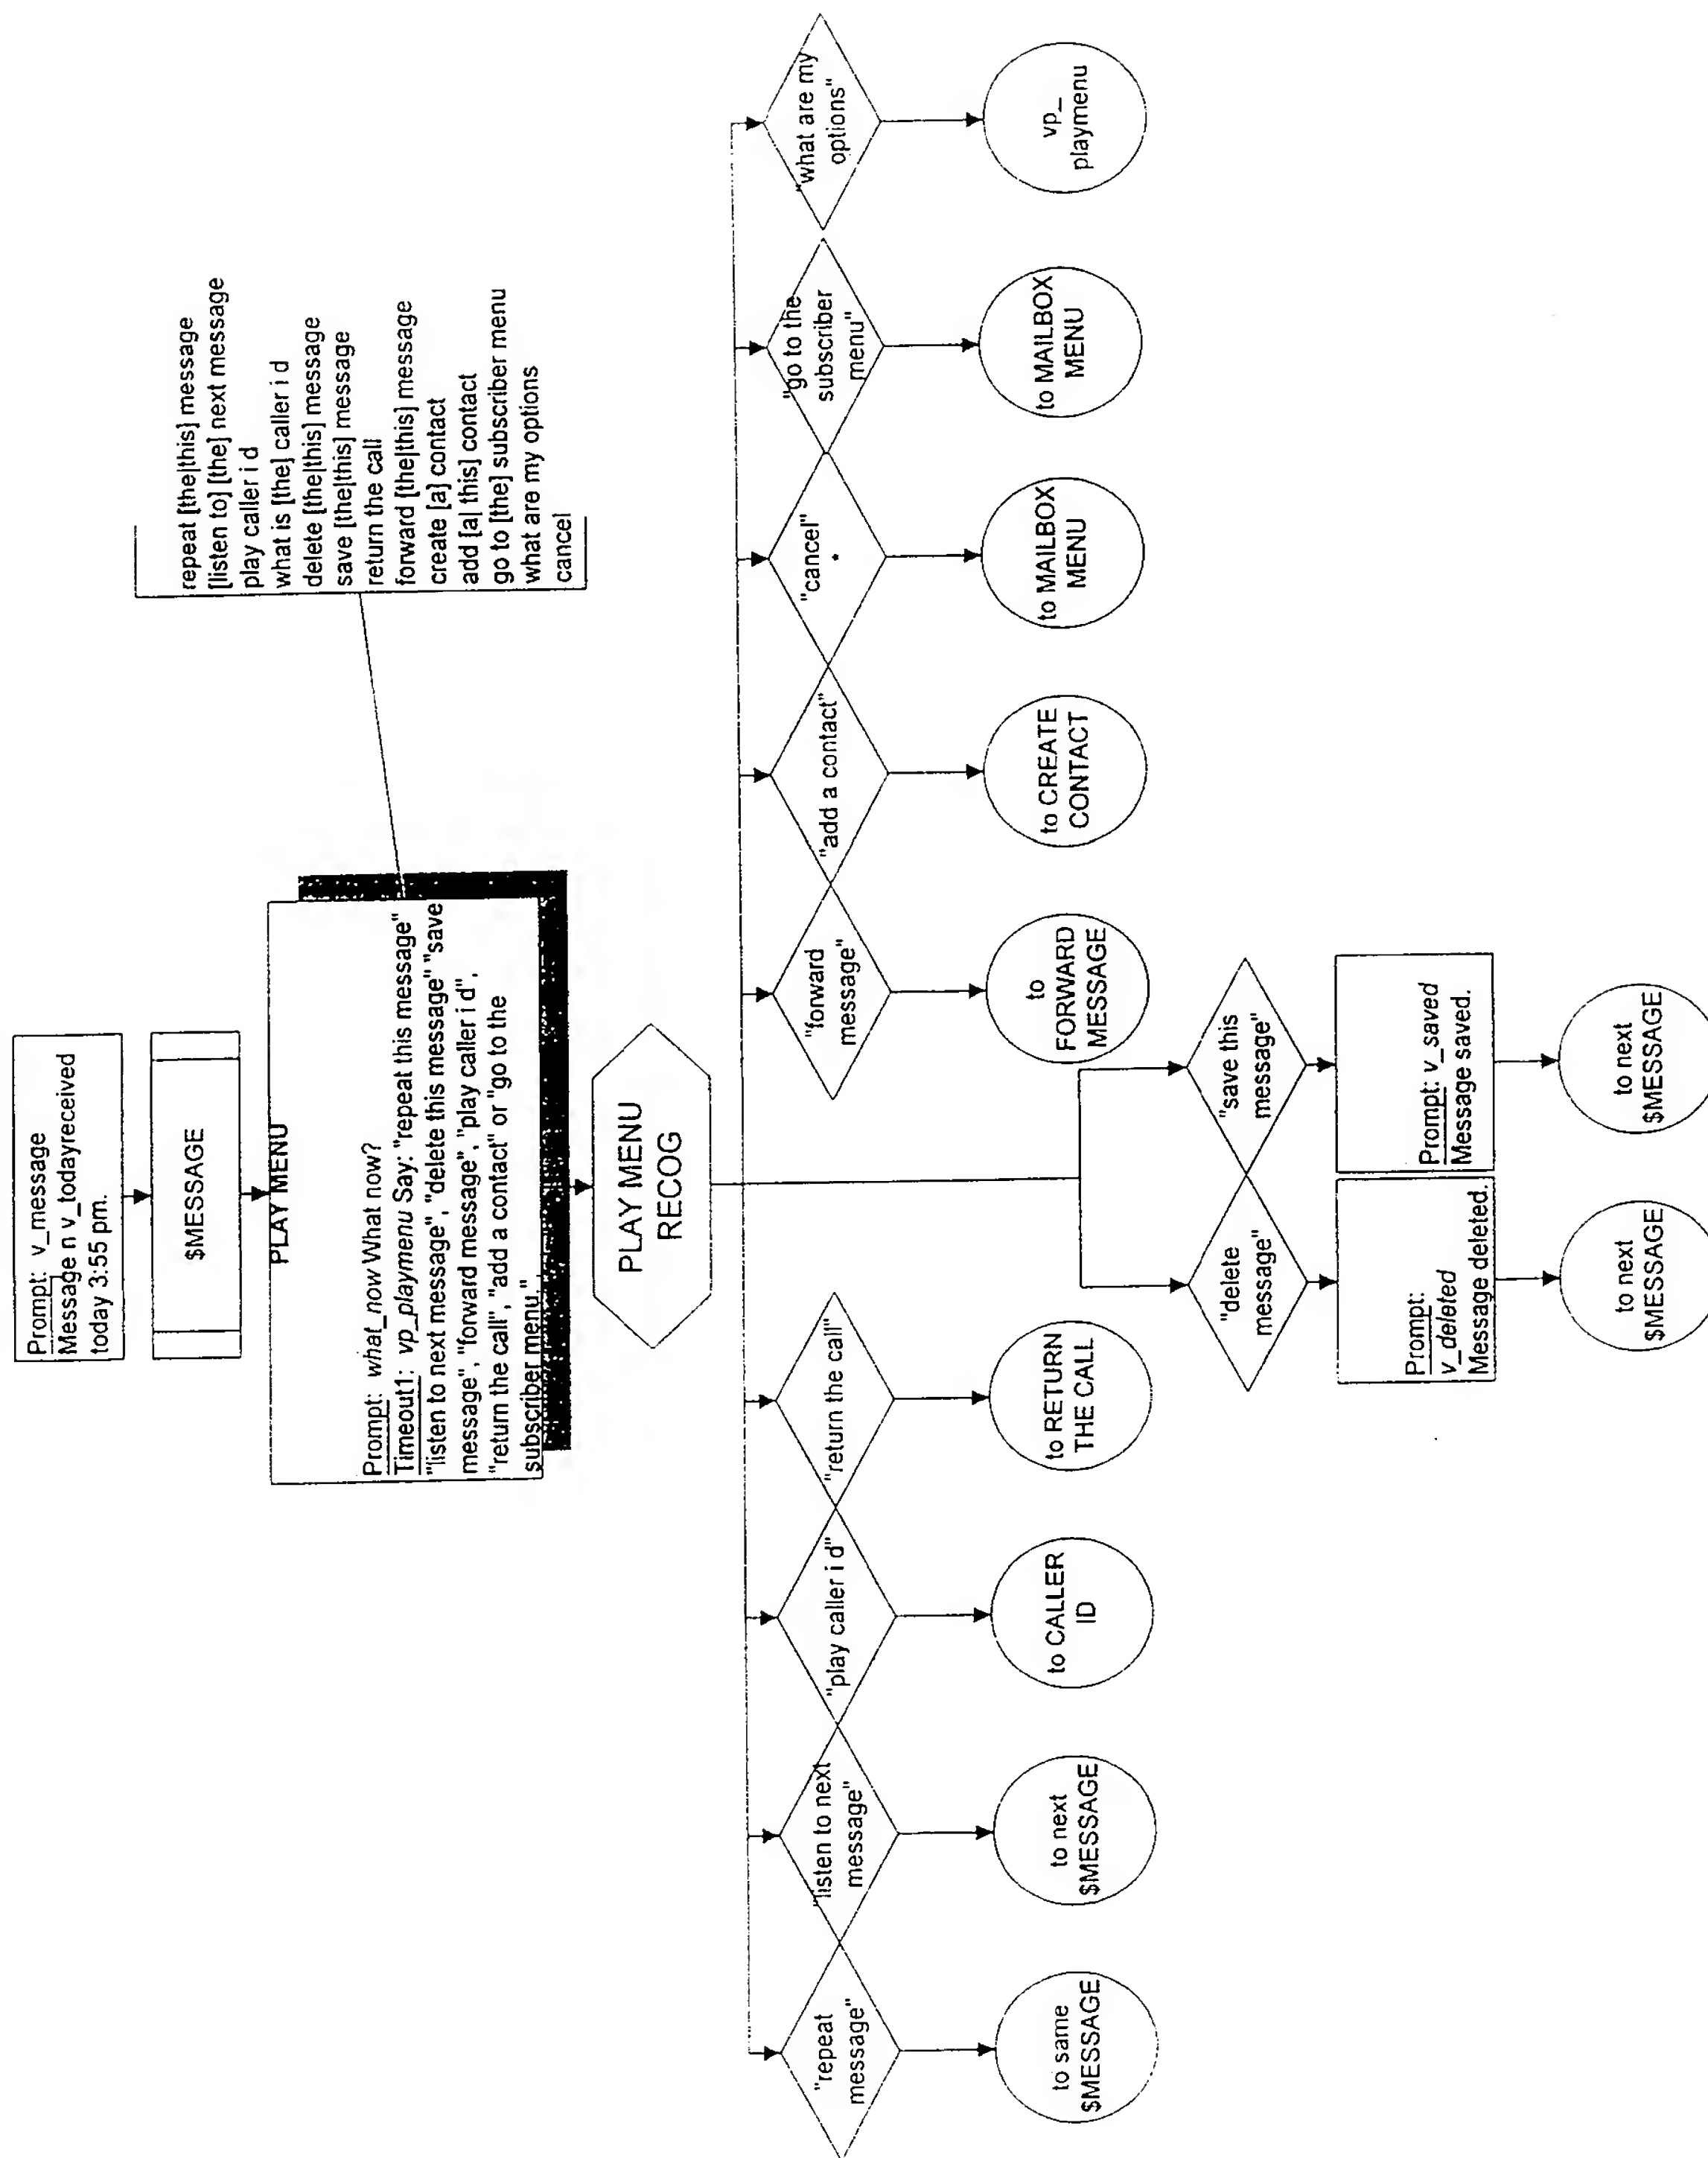 Prompt: v_message
Message n v_todayreceived
today 3:55 pm.
$MESSAGE
PLAY MENU
Prompt: what_now What now?
Timeout1: vp_playmenu Say: "repeat this message"
"listen to next message", "delete this message" "save
message", "forward message", "play caller i d",
"return the call", "add a contact" or "go to the
subscriber menu."
repeat [the|this] message
[listen to] [the] next message
play caller i d
what is [the] caller i d
delete [the|this] message
save [the|this] message
return the call
forward [the|this] message
create [a] contact
add [a| this] contact
go to [the] subscriber menu
what are my options
cancel
PLAY MENU
RECOG
"repeat
message"
"listen to next
message"
"play caller i d"
"return the call"
"forward
message"
"add a contact"
"cancel"
*
"go to the
subscriber
menu"
"what are my
options"
to same
$MESSAGE
to next
$MESSAGE
to CALLER
ID
to RETURN
THE CALL
to
FORWARD
MESSAGE
to CREATE
CONTACT
to MAILBOX
MENU
to MAILBOX
MENU
vp_
playmenu
"delete
message"
"save this
message"
Prompt:
v_deleted
Message deleted.
Prompt: v_saved
Message saved.
to next
$MESSAGE
to next
$MESSAGE